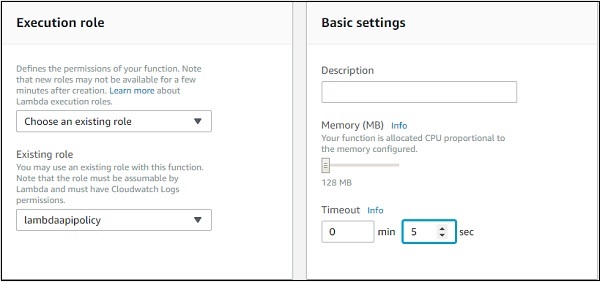 Execution role
Defines the permissions of your function. Note
that new roles may not be available for a few
minutes after creation. Learn more about
Lambda execution roles.
Choose an existing role
Existing role
You may use an existing role with this function.
Note that the role must be assumable by
Lambda and must have Cloudwatch Logs
permissions.
lambdaapipolicy
Basic settings
Description
Memory (MB) Info
Your function is allocated CPU proportional to
the memory configured.
128 MB
Timeout Info
0 min 5 sec